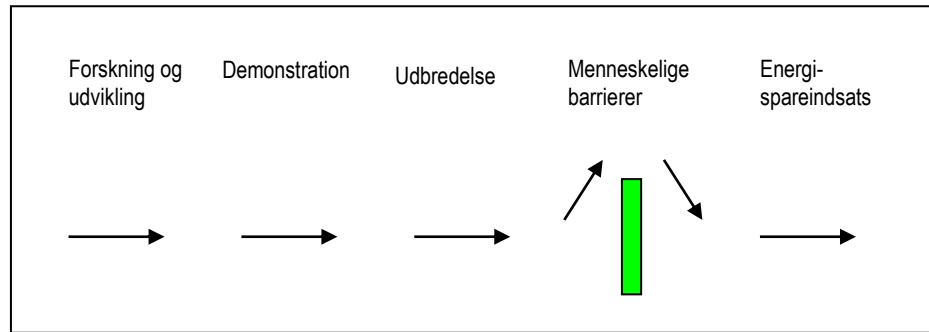 Forskning og
udvikling
Demonstration
Udbredelse
Menneskelige
barrierer
Energi-
spareindsats